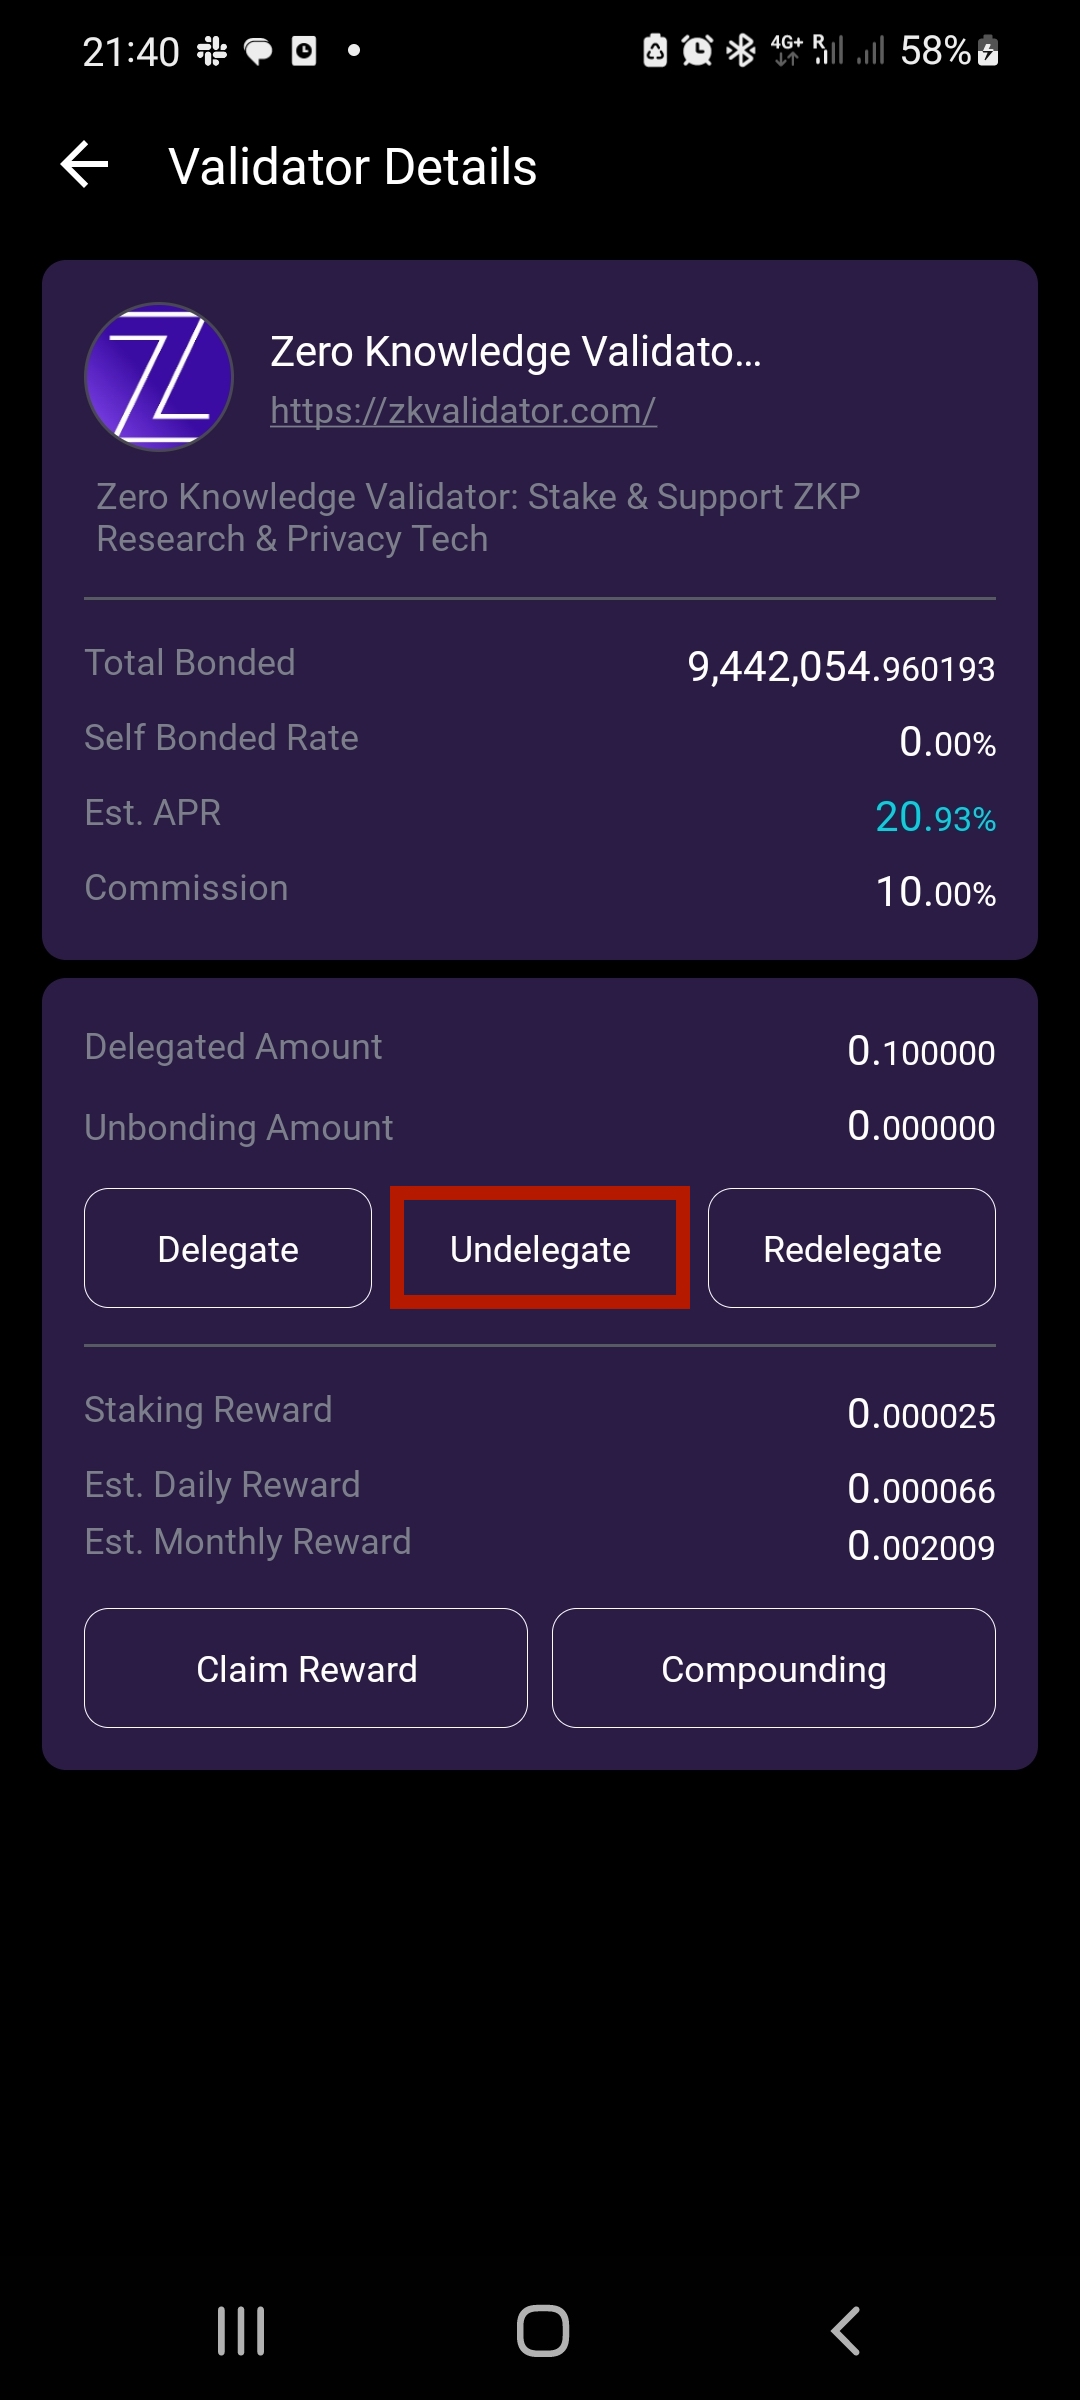 21:40
4G+ R 58%
Validator Details
Zero Knowledge Validato...
https://zkvalidator.com/
Zero Knowledge Validator: Stake & Support ZKP
Research & Privacy Tech
Total Bonded 9,442,054.960193
Self Bonded Rate 0.00%
Est. APR 20.93%
Commission 10.00%
Delegated Amount 0.100000
Unbonding Amount 0.000000
Delegate Undelegate Redelegate
Staking Reward 0.000025
Est. Daily Reward 0.000066
Est. Monthly Reward 0.002009
Claim Reward Compounding